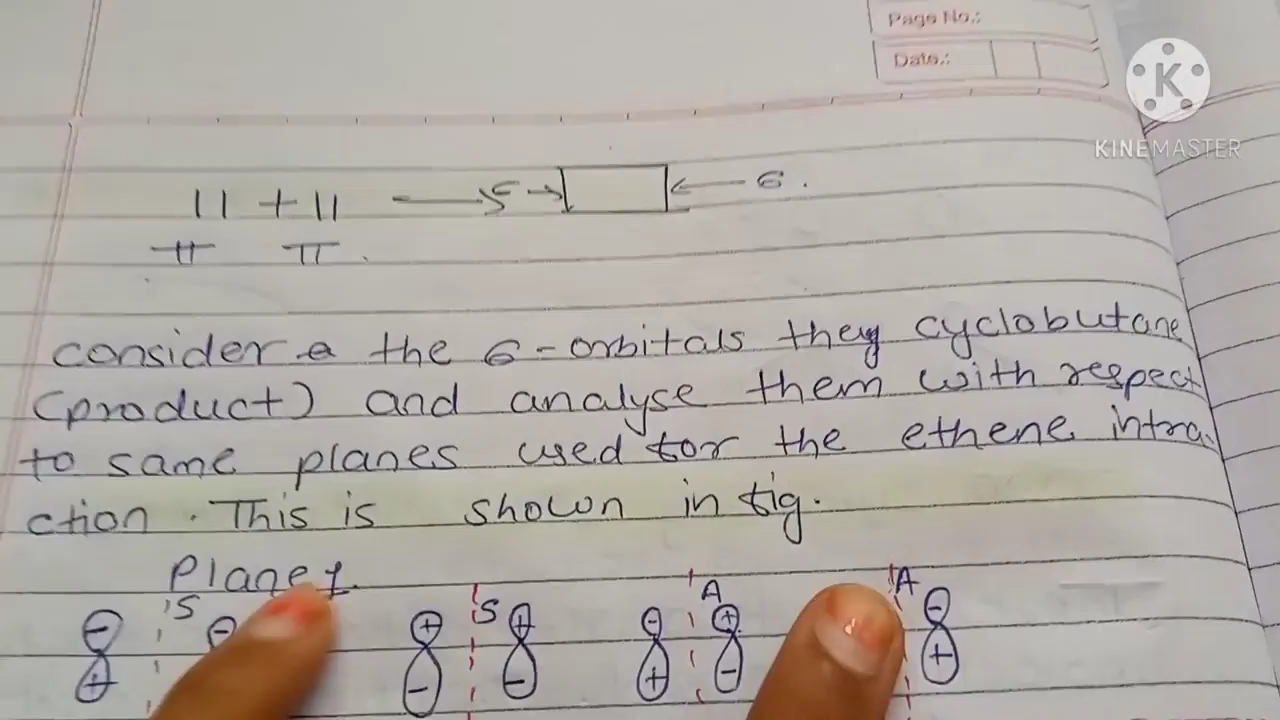 Page No.:
Date.:
K
KINEMASTER
11 + 11 → 5 → ← 6.
π π.
consider the 6-orbitals they cyclobutane
(product) and analyse them with respect
to same planes used for the ethene intra-
ction. This is shown in fig.
Plane 1.
S S A A
- + - + -
+ - - + - +